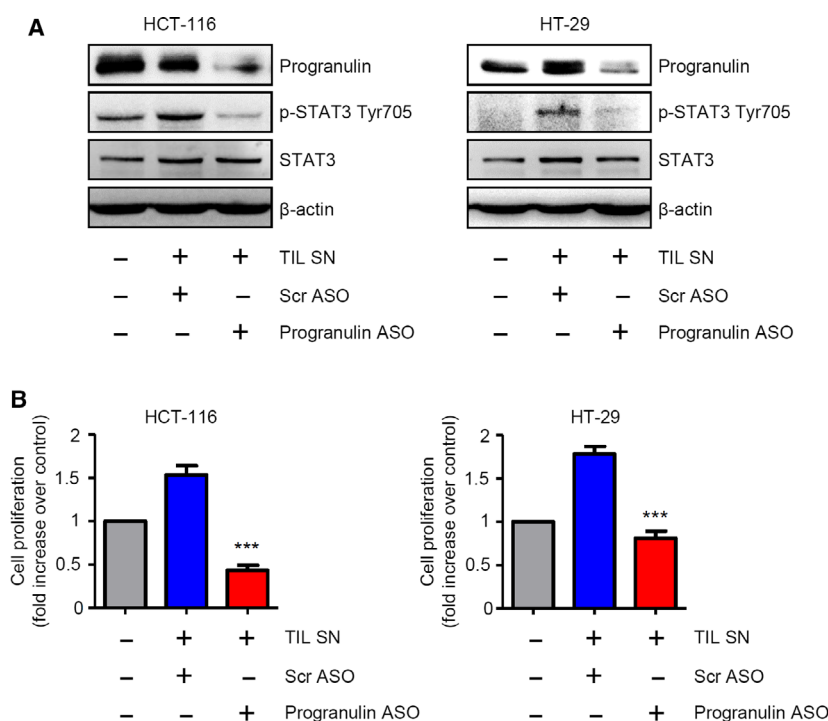 A
HCT-116
HT-29
Progranulin
Progranulin
p-STAT3 Tyr705
p-STAT3 Tyr705
STAT3
STAT3
β-actin
β-actin
– + + TIL SN
– + + TIL SN
– + – Scr ASO
– + – Scr ASO
– – + Progranulin ASO
– – + Progranulin ASO
B
HCT-116
HT-29
Cell proliferation
(fold increase over control)
2
1.5
1
0.5
0
***
Cell proliferation
(fold increase over control)
2
1.5
1
0.5
0
***
– + + TIL SN
– + + TIL SN
– + – Scr ASO
– + – Scr ASO
– – + Progranulin ASO
– – + Progranulin ASO